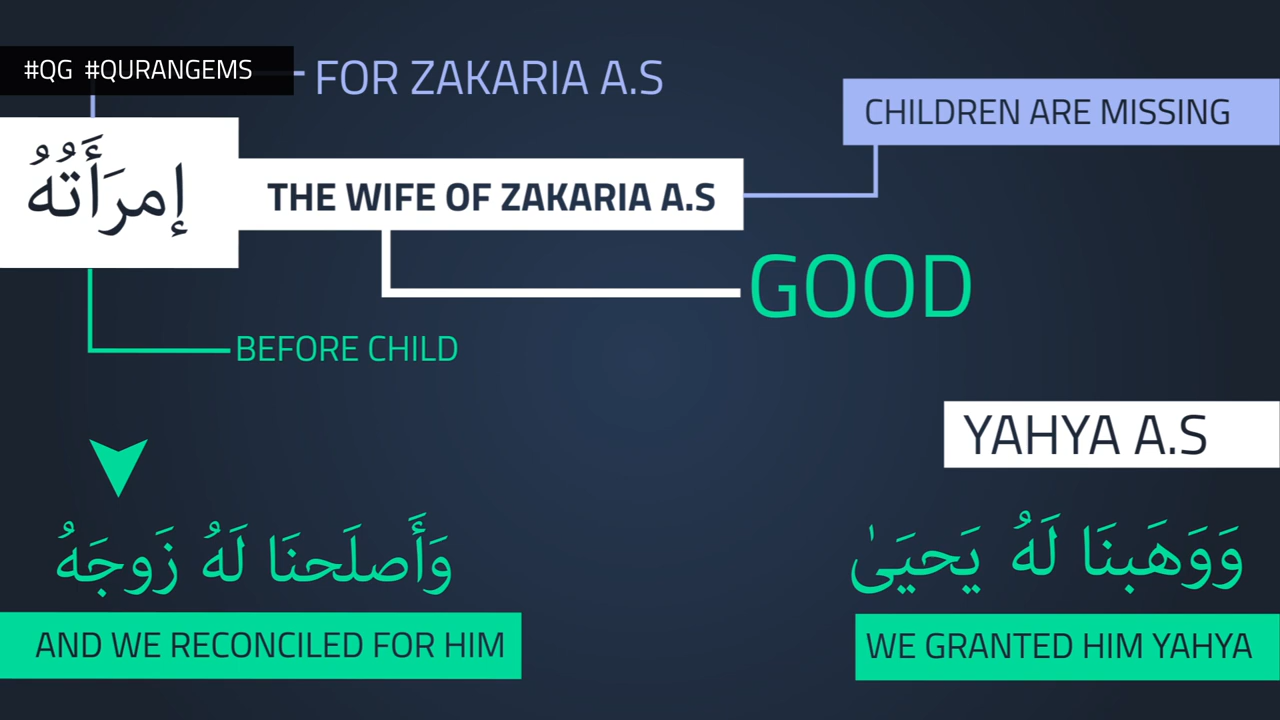 #QG #QURANGEMS
FOR ZAKARIA A.S
CHILDREN ARE MISSING
إمرَأَتُهُ
THE WIFE OF ZAKARIA A.S
GOOD
BEFORE CHILD
YAHYA A.S
وَأَصلَحنَا لَهُ زَوجَهُ
وَوَهَبنَا لَهُ يَحيَىٰ
AND WE RECONCILED FOR HIM
WE GRANTED HIM YAHYA